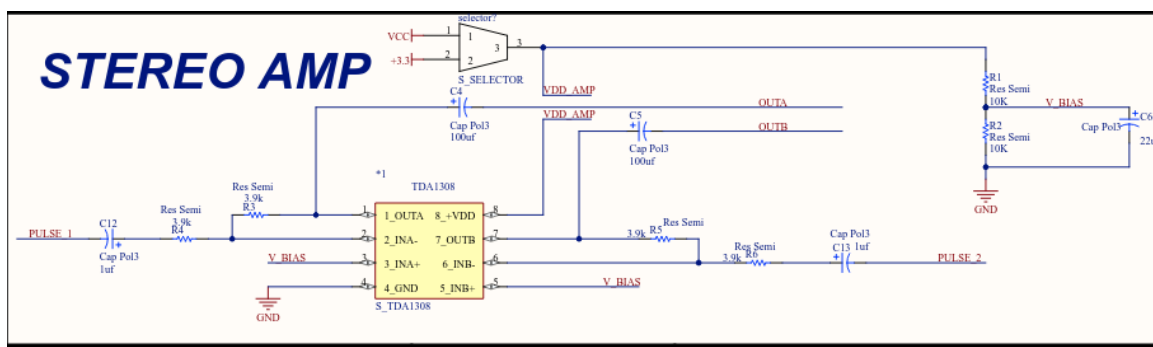 selector?
VCC 1 1
3 3
+3.3 2 2
S_SELECTOR
STEREO AMP
VDD_AMP
C4
+
Cap Pol3
100uf
OUTA
VDD_AMP
C5
+
Cap Pol3
100uf
OUTB
R1
Res Semi
10K
V_BIAS
R2
Res Semi
10K
+
C6
Cap Pol3
GND
*1
TDA1308
1 1_OUTA 8_+VDD 8
2 2_INA- 7_OUTB 7
3 3_INA+ 6_INB- 6
4 4_GND 5_INB+ 5
S_TDA1308
Res Semi
3.9k
R3
Res Semi
3.9k
R4
C12
+
Cap Pol3
1uf
PULSE_1
V_BIAS
GND
Res Semi
3.9k R5
Res Semi
3.9k R6
Cap Pol3
C13 1uf
+
PULSE_2
V_BIAS